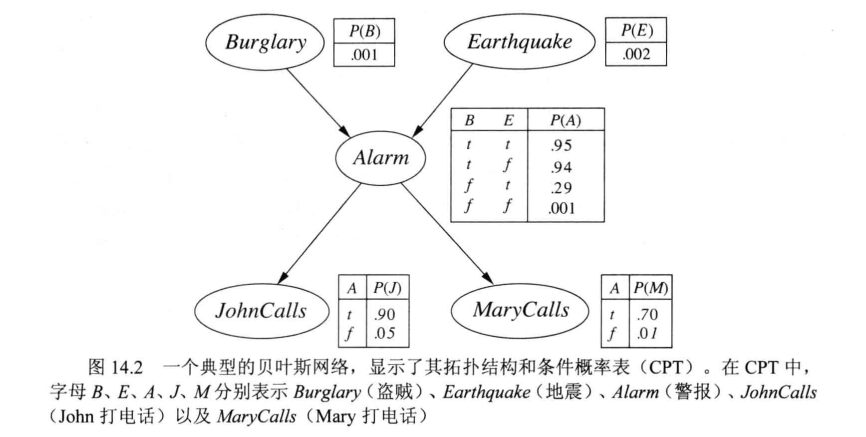 Burglary
P(B)
.001
Earthquake
P(E)
.002
Alarm
B E P(A)
t t .95
t f .94
f t .29
f f .001
JohnCalls
A P(J)
t .90
f .05
MaryCalls
A P(M)
t .70
f .01
图 14.2 一个典型的贝叶斯网络，显示了其拓扑结构和条件概率表（CPT）。在 CPT 中，
字母 B、E、A、J、M 分别表示 Burglary（盗贼）、Earthquake（地震）、Alarm（警报）、JohnCalls
（John 打电话）以及 MaryCalls（Mary 打电话）